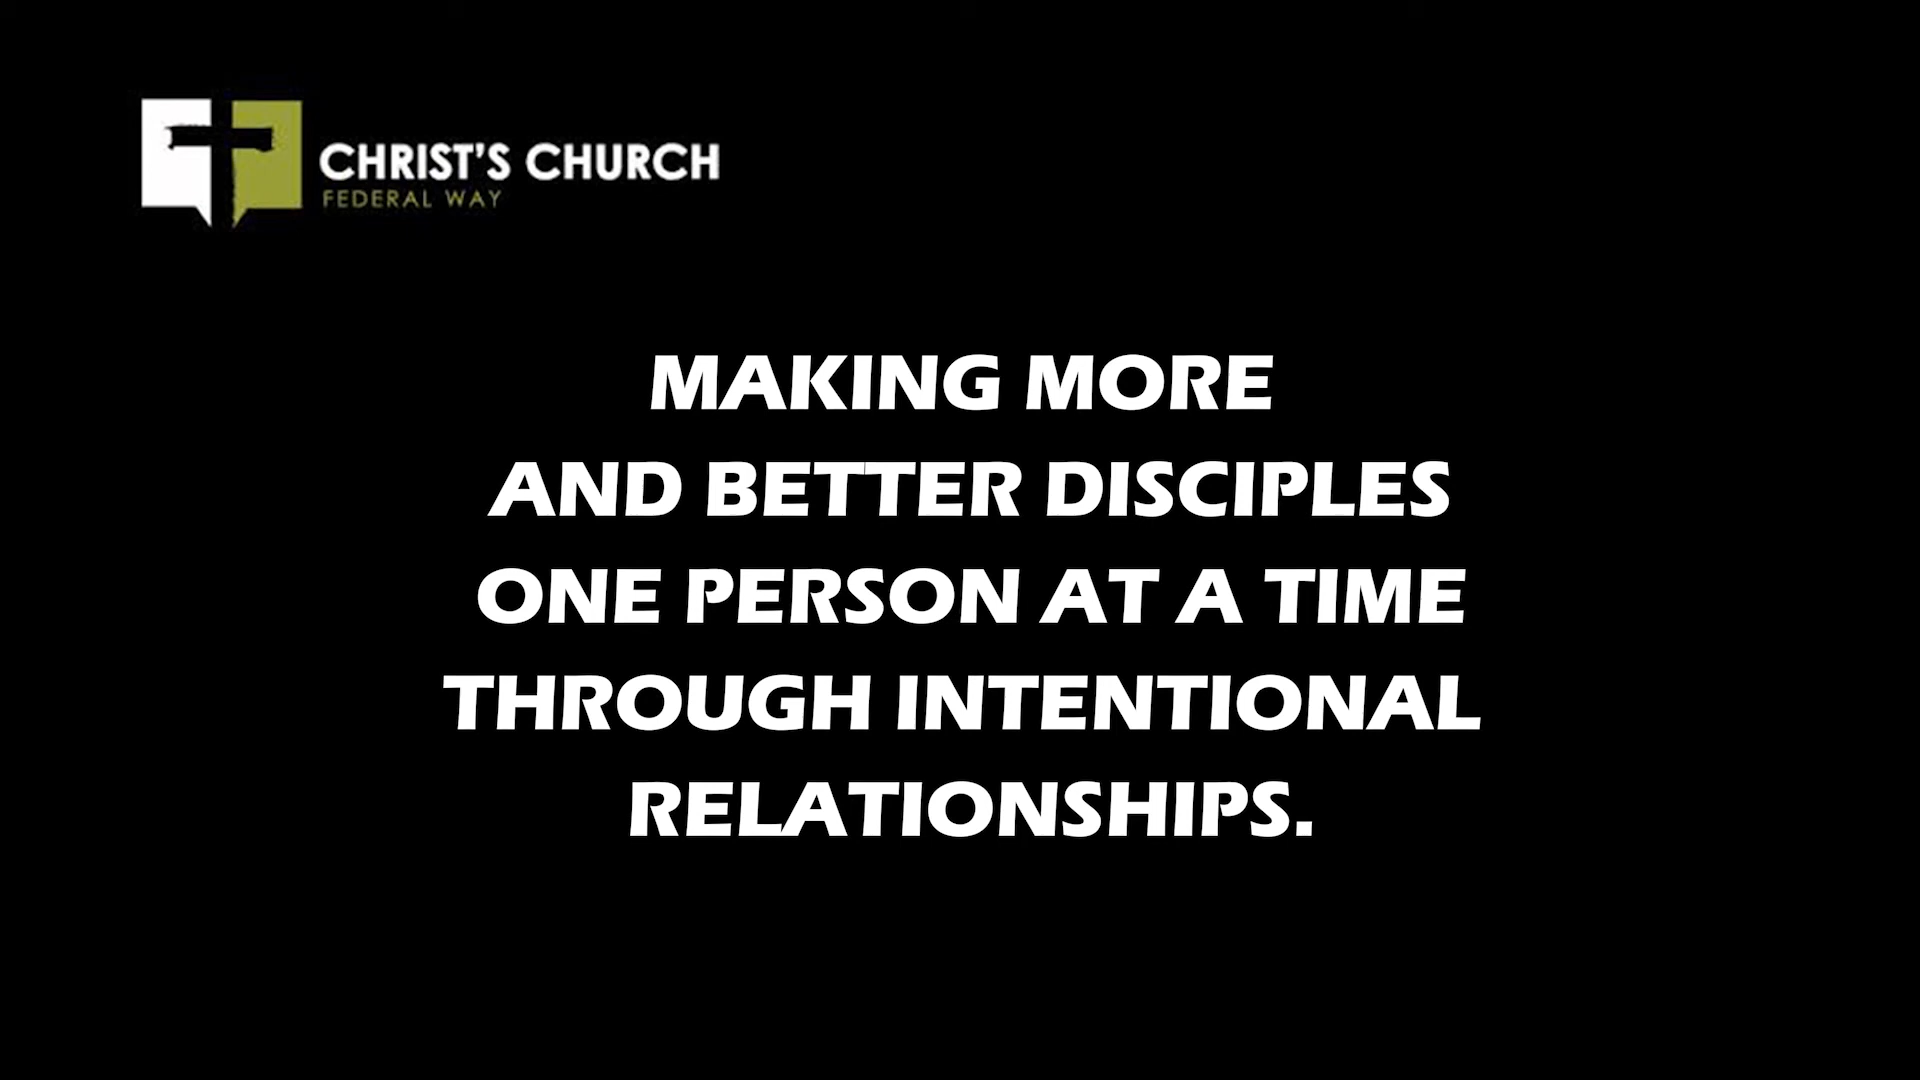 CHRIST'S CHURCH
FEDERAL WAY
MAKING MORE
AND BETTER DISCIPLES
ONE PERSON AT A TIME
THROUGH INTENTIONAL
RELATIONSHIPS.